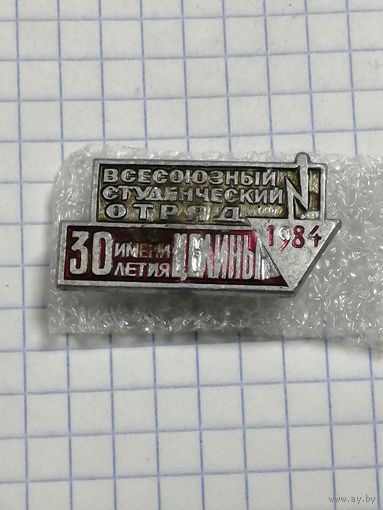 ВСЕСОЮЗНЫЙ
СТУДЕНЧЕСКИЙ
ОТРЯД
30 ИМЕНИ ЛЕТИЯ ЦЕЛИНЫ 1984
www.ay.by